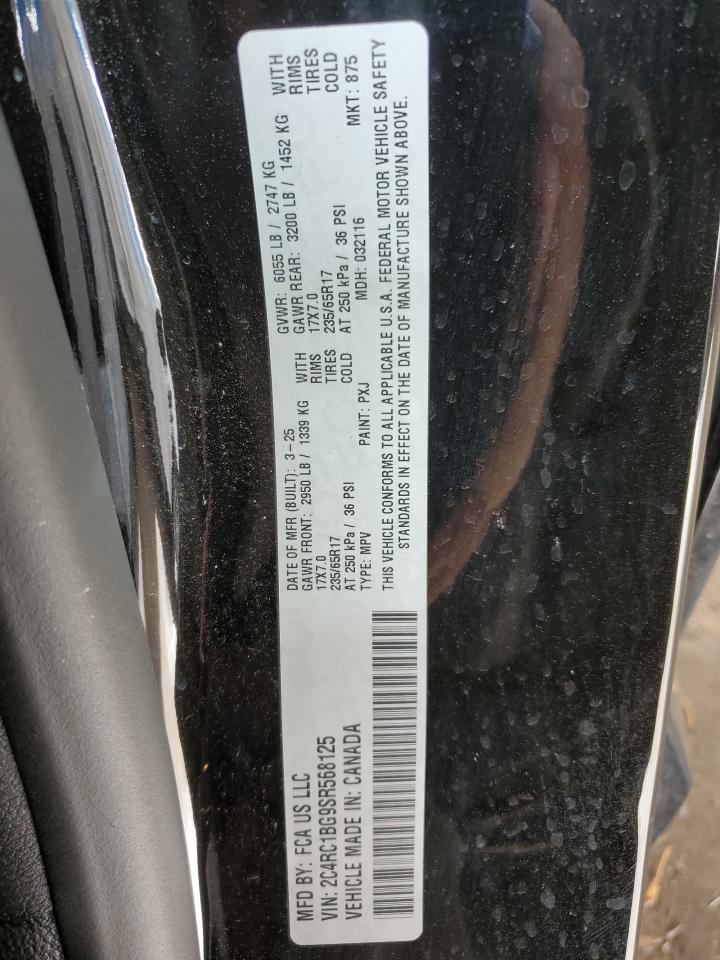 MFD BY: FCA US LLC
VIN: 2C4RC1BG9SR568125
VEHICLE MADE IN: CANADA
DATE OF MFR (BUILT): 3-25
GAWR FRONT: 2950 LB / 1339 KG WITH
17X7.0 RIMS
235/65R17 TIRES
AT 250 kPa / 36 PSI COLD
TYPE: MPV PAINT: PXJ
GVWR: 6055 LB / 2747 KG
GAWR REAR: 3200 LB / 1452 KG WITH
17X7.0 RIMS
235/65R17 TIRES
AT 250 kPa / 36 PSI COLD
MDH: 032116 MKT: 875
THIS VEHICLE CONFORMS TO ALL APPLICABLE U.S.A. FEDERAL MOTOR VEHICLE SAFETY
STANDARDS IN EFFECT ON THE DATE OF MANUFACTURE SHOWN ABOVE.